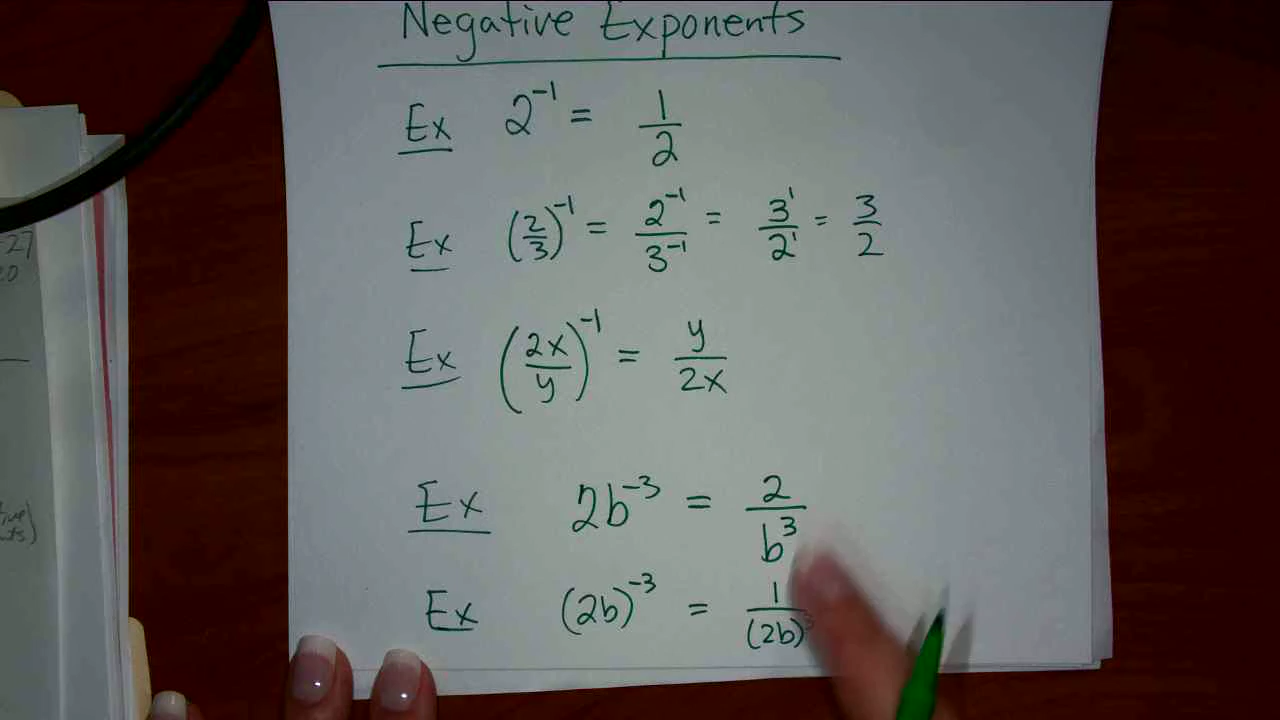 Negative Exponents
Ex 2⁻¹ = 1/2
Ex (2/3)⁻¹ = 2⁻¹/3⁻¹ = 3¹/2¹ = 3/2
Ex (2x/y)⁻¹ = y/2x
Ex 2b⁻³ = 2/b³
Ex (2b)⁻³ = 1/(2b)
-27